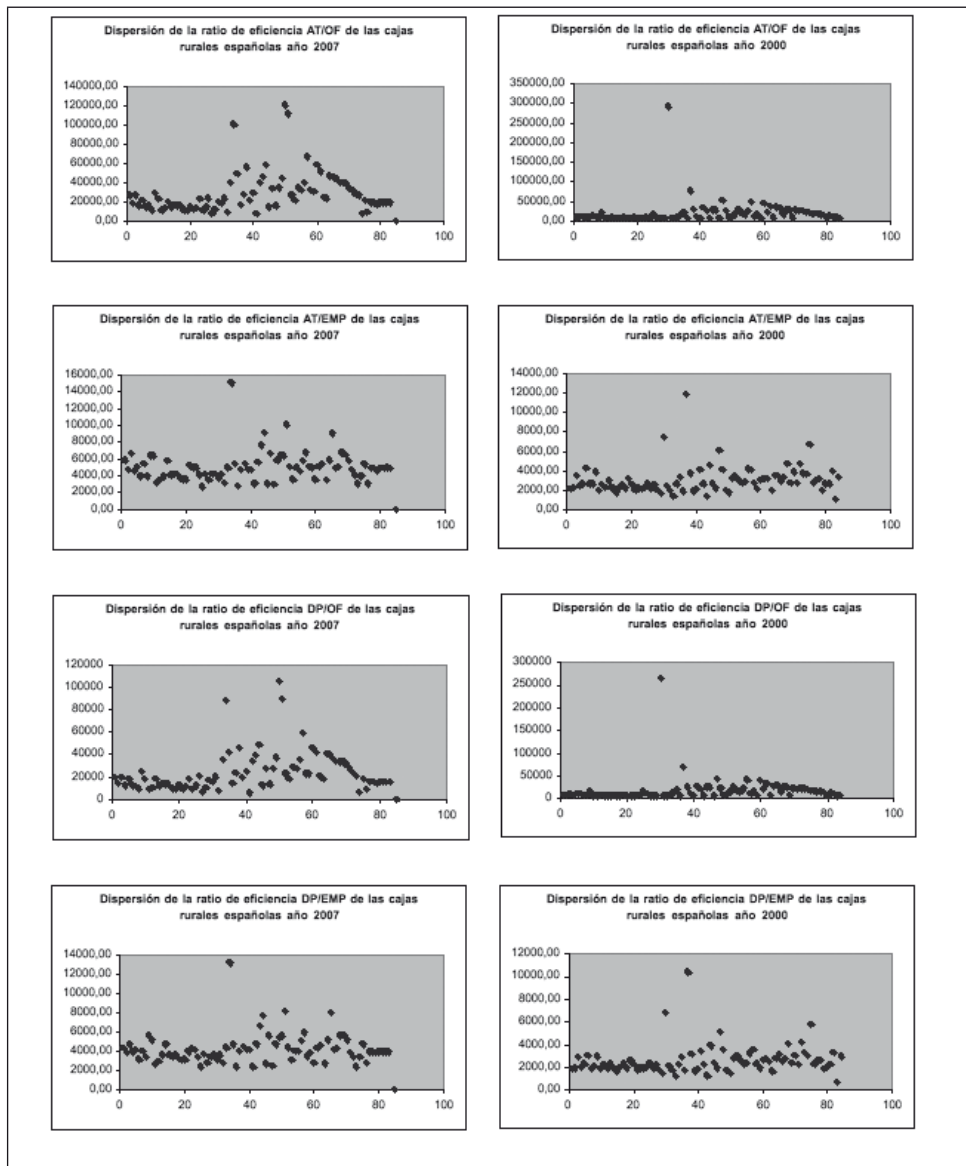 Dispersión de la ratio de eficiencia AT/OF de las cajas
rurales españolas año 2007
140000,00
120000,00
100000,00
80000,00
60000,00
40000,00
20000,00
0,00
0 20 40 60 80 100
Dispersión de la ratio de eficiencia AT/OF de las cajas
rurales españolas año 2000
350000,00
300000,00
250000,00
200000,00
150000,00
100000,00
50000,00
0,00
0 20 40 60 80 100
Dispersión de la ratio de eficiencia AT/EMP de las cajas
rurales españolas año 2007
16000,00
14000,00
12000,00
10000,00
8000,00
6000,00
4000,00
2000,00
0,00
0 20 40 60 80 100
Dispersión de la ratio de eficiencia AT/EMP de las cajas
rurales españolas año 2000
14000,00
12000,00
10000,00
8000,00
6000,00
4000,00
2000,00
0,00
0 20 40 60 80 100
Dispersión de la ratio de eficiencia DP/OF de las cajas
rurales españolas año 2007
120000
100000
80000
60000
40000
20000
0
0 20 40 60 80 100
Dispersión de la ratio de eficiencia DP/OF de las cajas
rurales españolas año 2000
300000
250000
200000
150000
100000
50000
0
0 20 40 60 80 100
Dispersión de la ratio de eficiencia DP/EMP de las cajas
rurales españolas año 2007
14000,00
12000,00
10000,00
8000,00
6000,00
4000,00
2000,00
0,00
0 20 40 60 80 100
Dispersión de la ratio de eficiencia DP/EMP de las cajas
rurales españolas año 2000
12000,00
10000,00
8000,00
6000,00
4000,00
2000,00
0,00
0 20 40 60 80 100